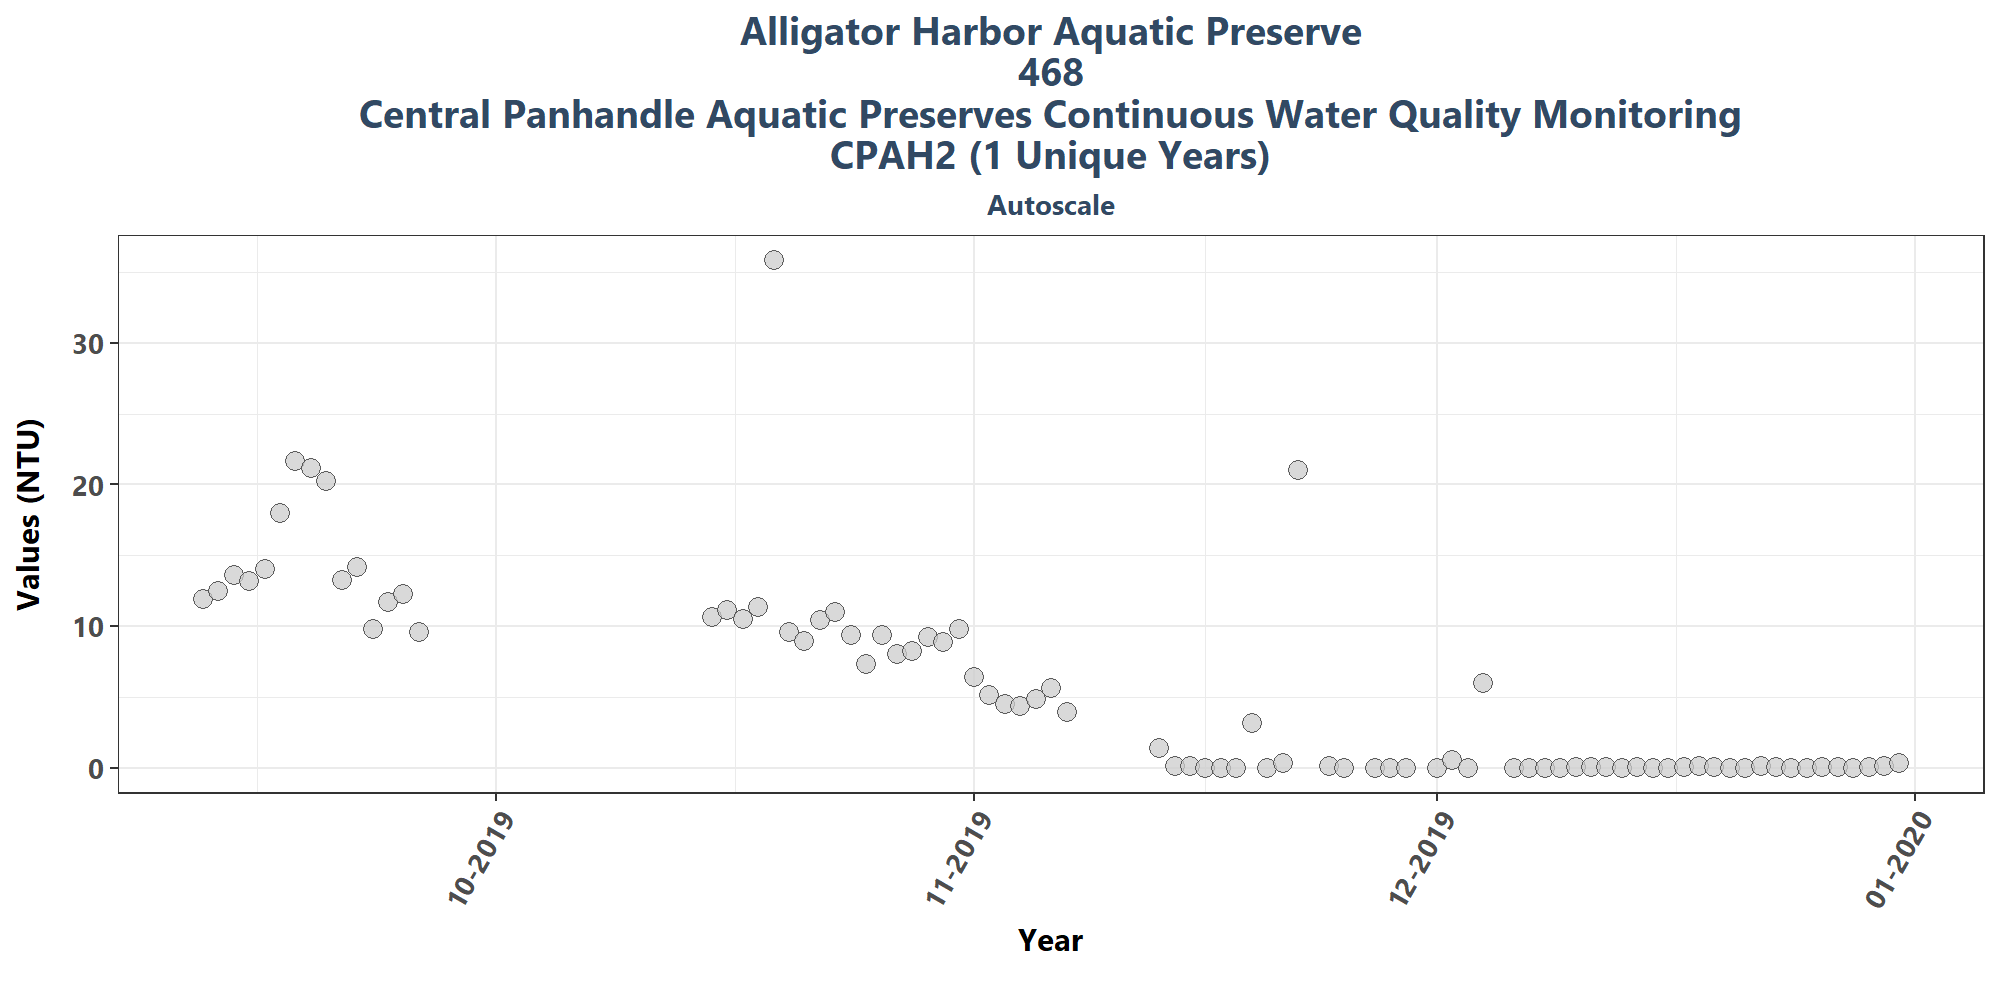 Alligator Harbor Aquatic Preserve
468
Central Panhandle Aquatic Preserves Continuous Water Quality Monitoring
CPAH2 (1 Unique Years)
Autoscale
Values (NTU)
30
20
10
0
10-2019
11-2019
12-2019
01-2020
Year